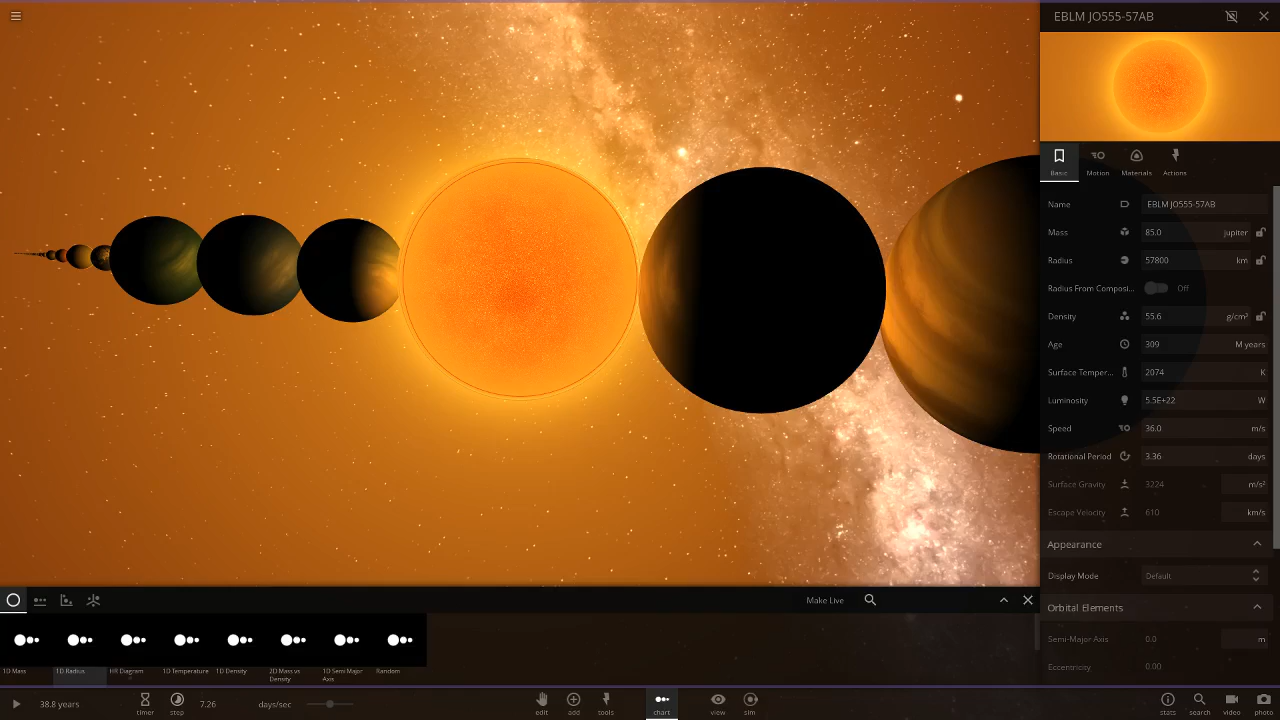 EBLM JO555-57AB
Basic
Motion
Materials
Actions
Name EBLM JO555-57AB
Mass 85.0 jupiter
Radius 57800 km
Radius From Composi... Off
Density 55.6 g/cm³
Age 309 M years
Surface Temper... 2074 K
Luminosity 5.5E+22 W
Speed 36.0 m/s
Rotational Period 3.36 days
Surface Gravity 3224 m/s²
Escape Velocity 610 km/s
Appearance
Display Mode Default
Orbital Elements
Semi-Major Axis 0.0 m
Eccentricity 0.00
Make Live
1D Mass
1D Radius
HR Diagram
1D Temperature
1D Density
2D Mass vs
Density
1D Semi Major
Axis
Random
38.8 years
timer
step
7.26 days/sec
edit
add
tools
chart
view
sim
stats
search
video
photo